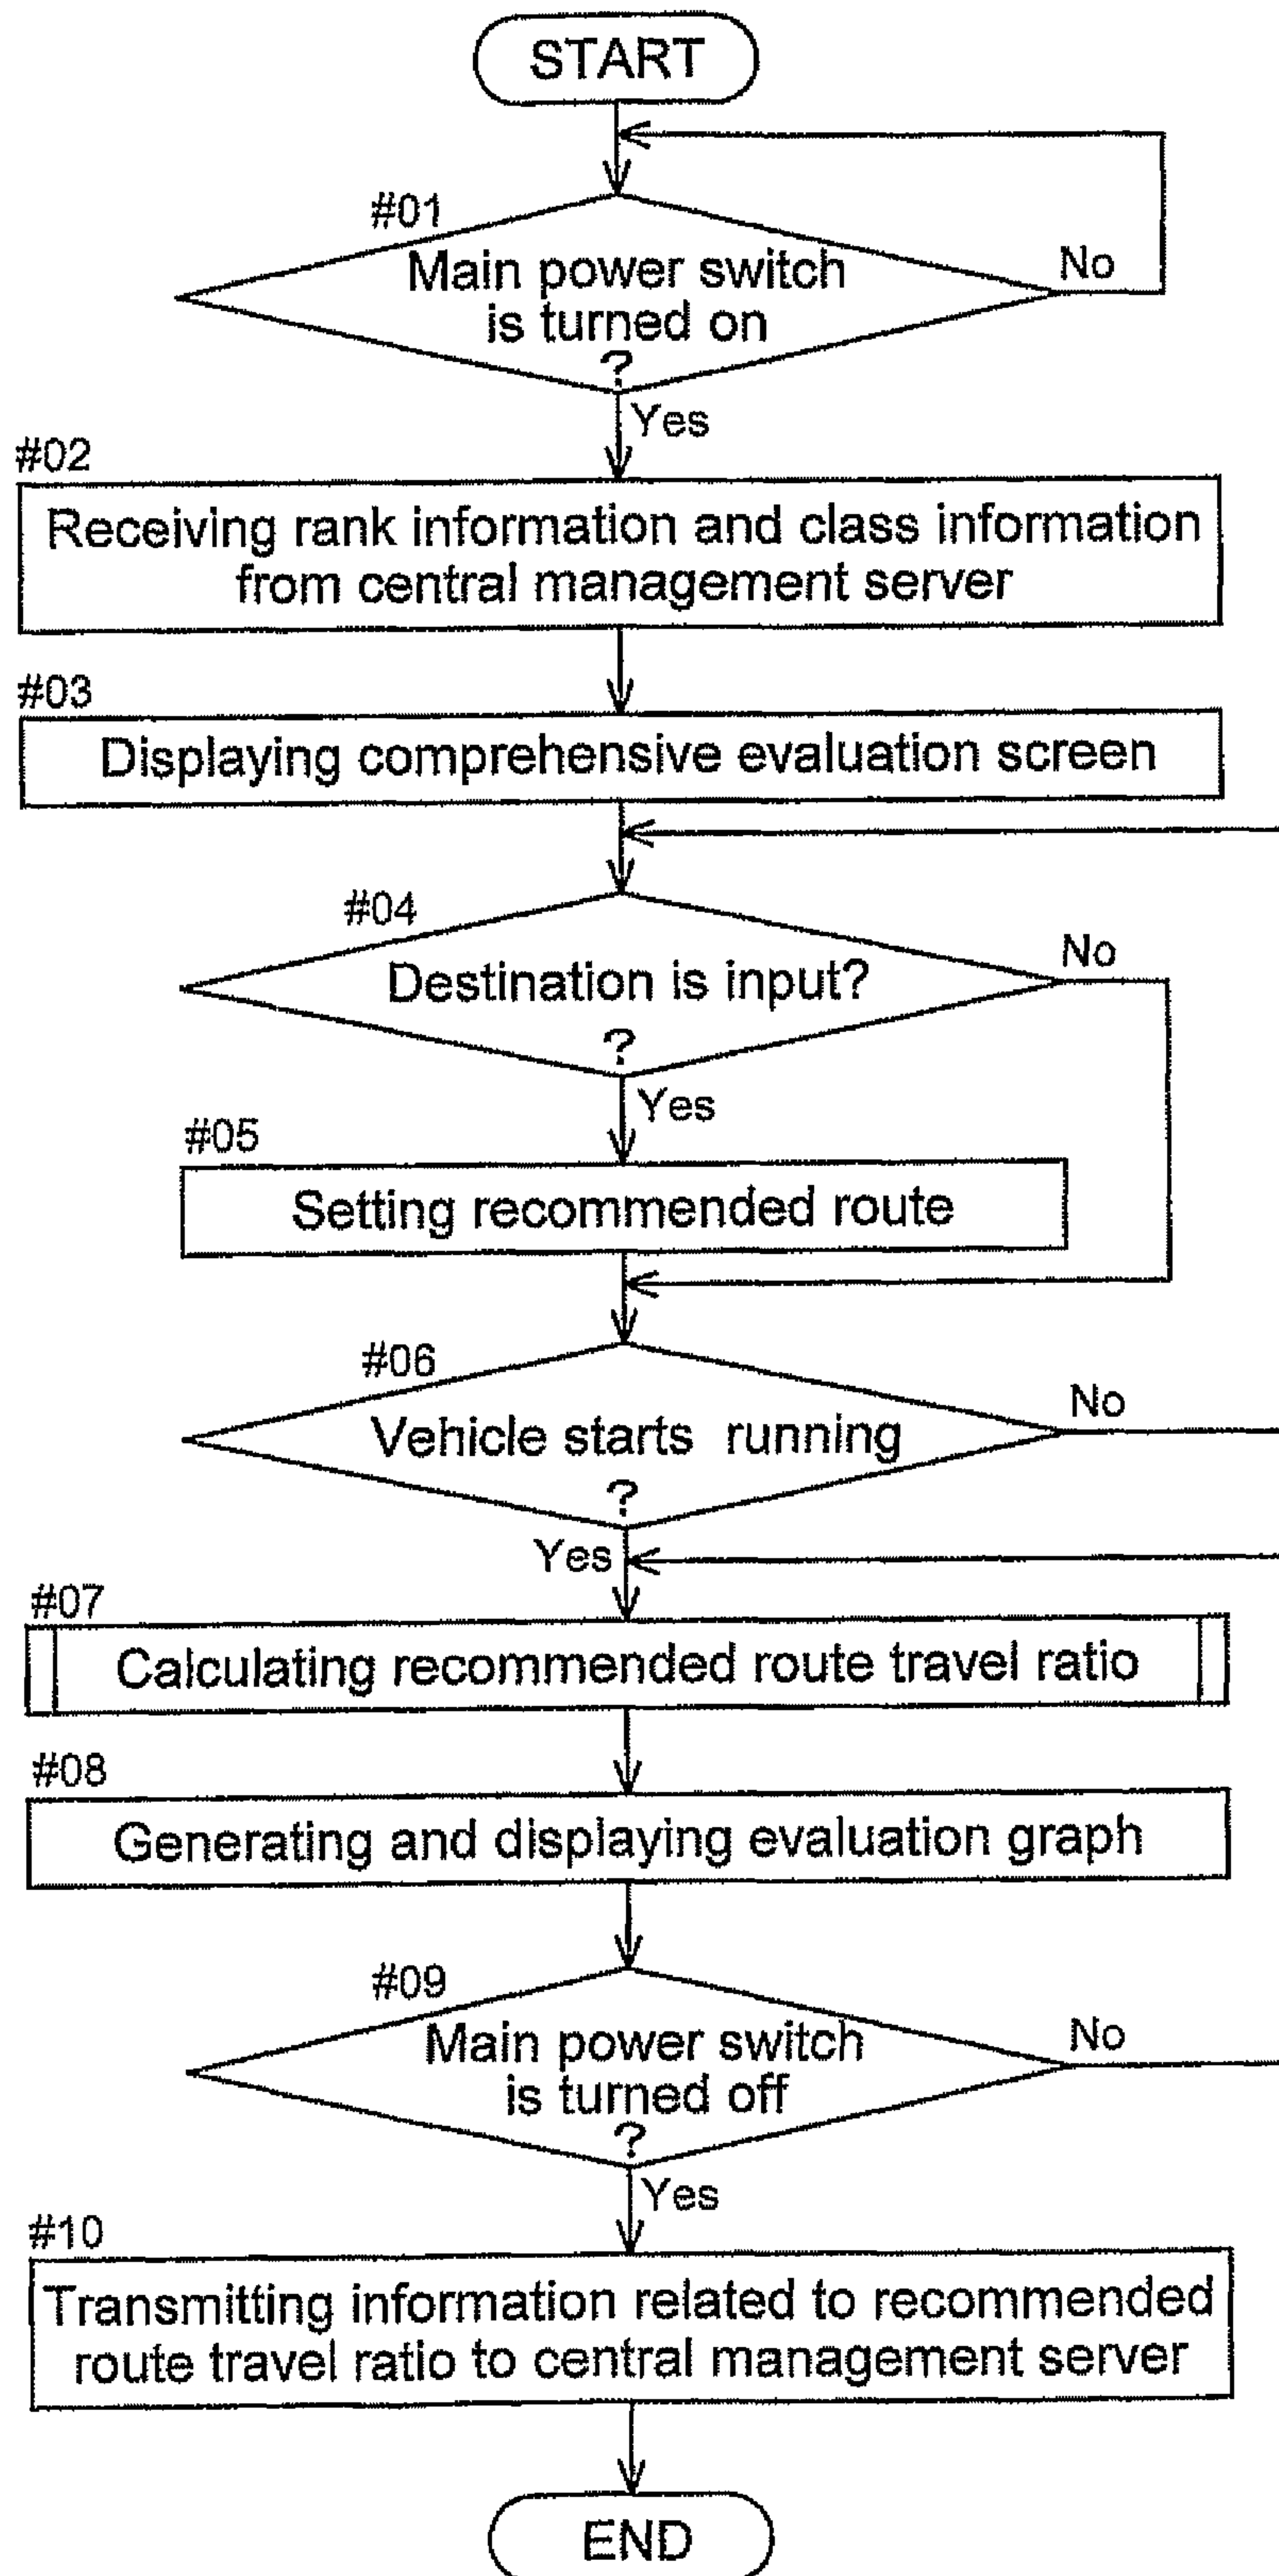 START
#01
Main power switch
is turned on
?
No
Yes
#02
Receiving rank information and class information
from central management server
#03
Displaying comprehensive evaluation screen
#04
Destination is input?
?
No
Yes
#05
Setting recommended route
#06
Vehicle starts running
?
No
Yes
#07
Calculating recommended route travel ratio
#08
Generating and displaying evaluation graph
#09
Main power switch
is turned off
?
No
Yes
#10
Transmitting information related to recommended
route travel ratio to central management server
END